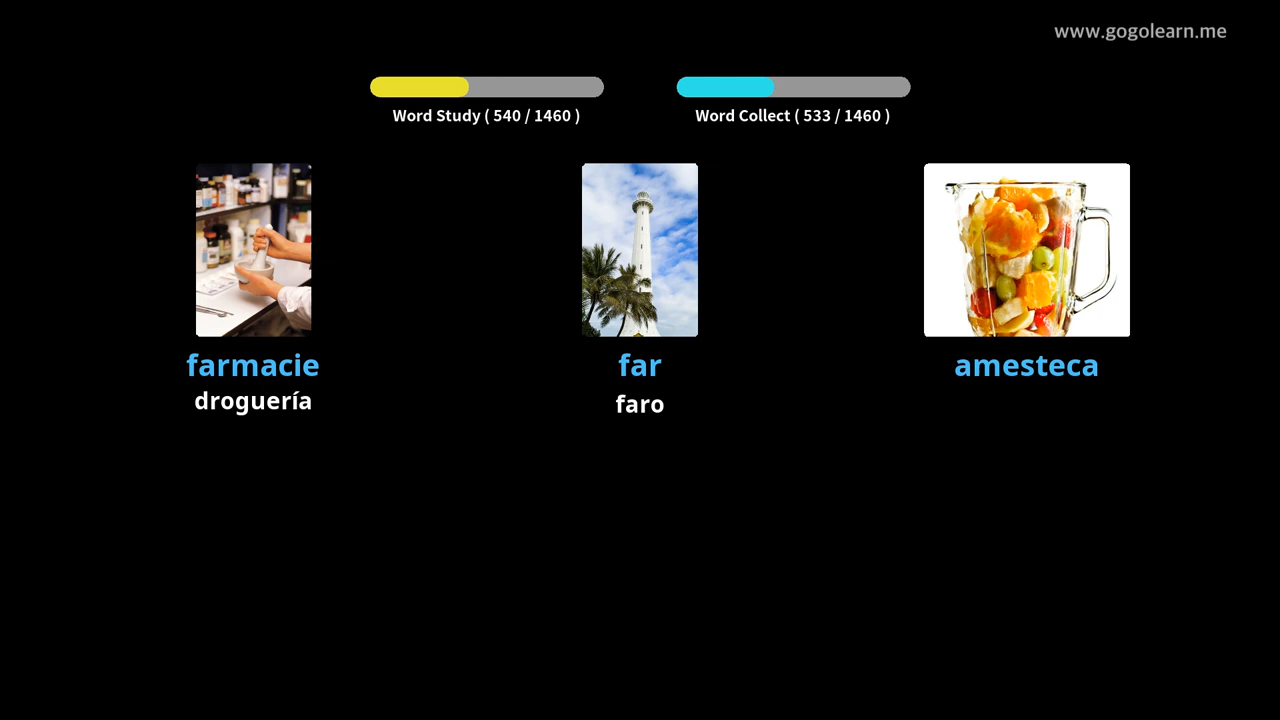 www.gogolearn.me
Word Study ( 540 / 1460 )
Word Collect ( 533 / 1460 )
farmacie
droguería
far
faro
amesteca